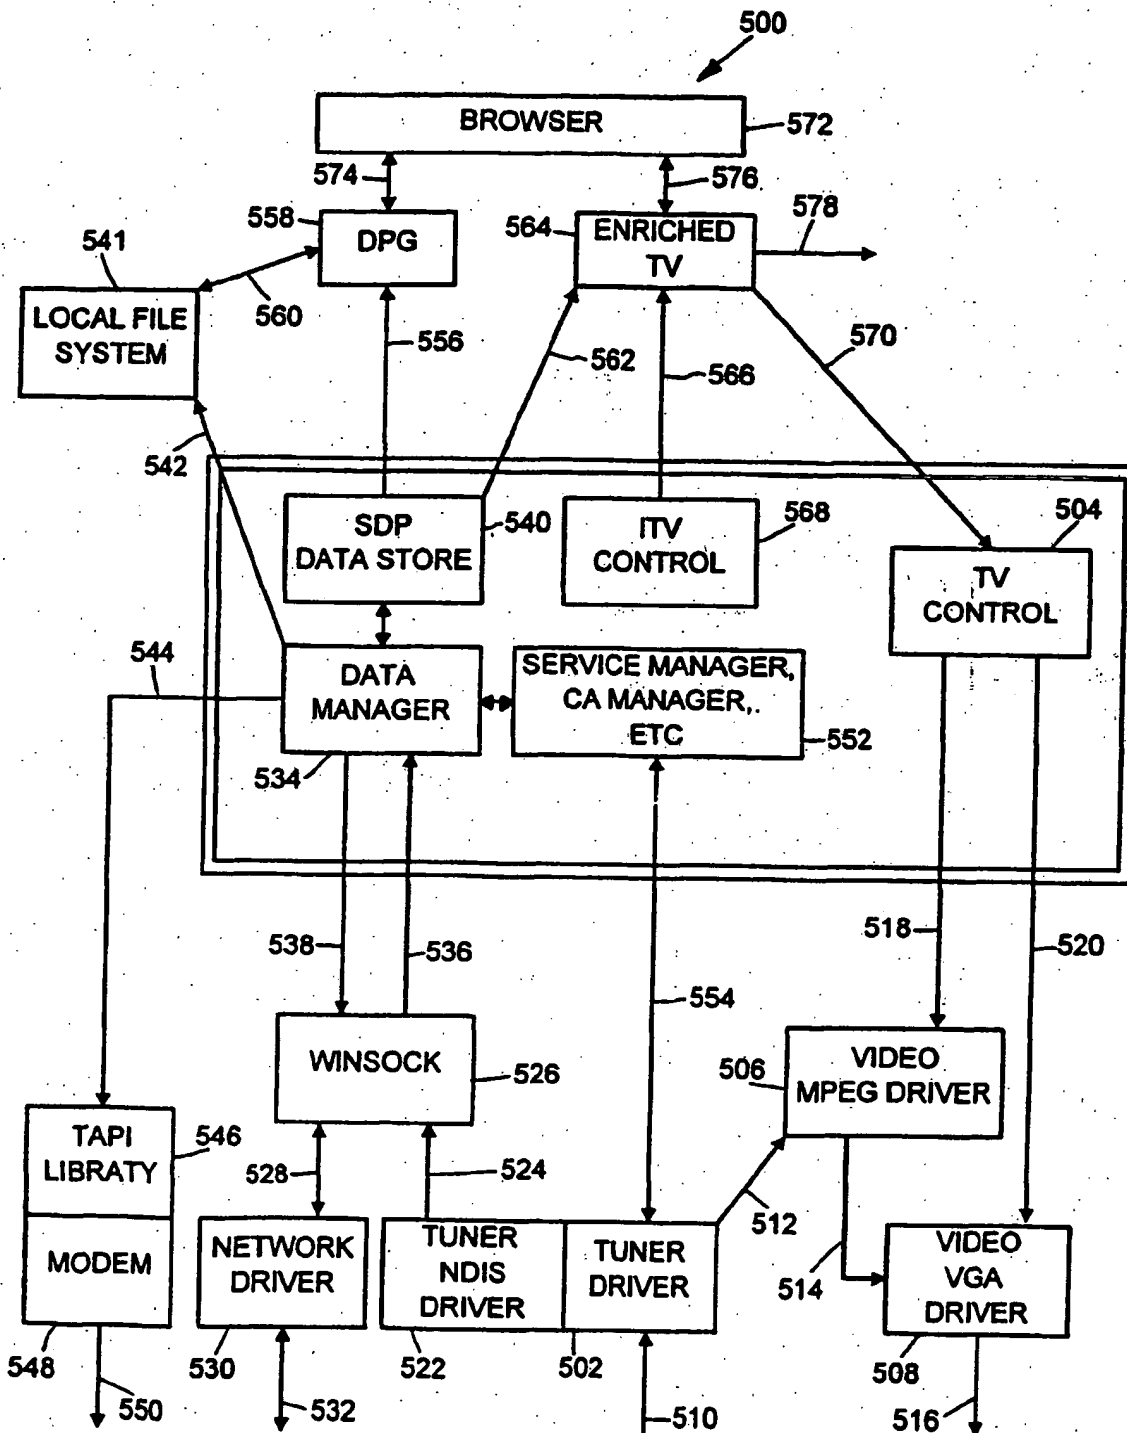 500
BROWSER
572
574
576
558
DPG
564
ENRICHED
TV
578
541
LOCAL FILE
SYSTEM
560
556
562
566
570
542
SDP
DATA STORE
540
ITV
CONTROL
568
504
TV
CONTROL
544
DATA
MANAGER
SERVICE MANAGER,
CA MANAGER,.
ETC
552
534
538
536
518
520
554
WINSOCK
526
506
VIDEO
MPEG DRIVER
TAPI
LIBRATY
546
528
524
512
MODEM
NETWORK
DRIVER
TUNER
NDIS
DRIVER
TUNER
DRIVER
514
VIDEO
VGA
DRIVER
548
530
522
502
508
550
532
510
516